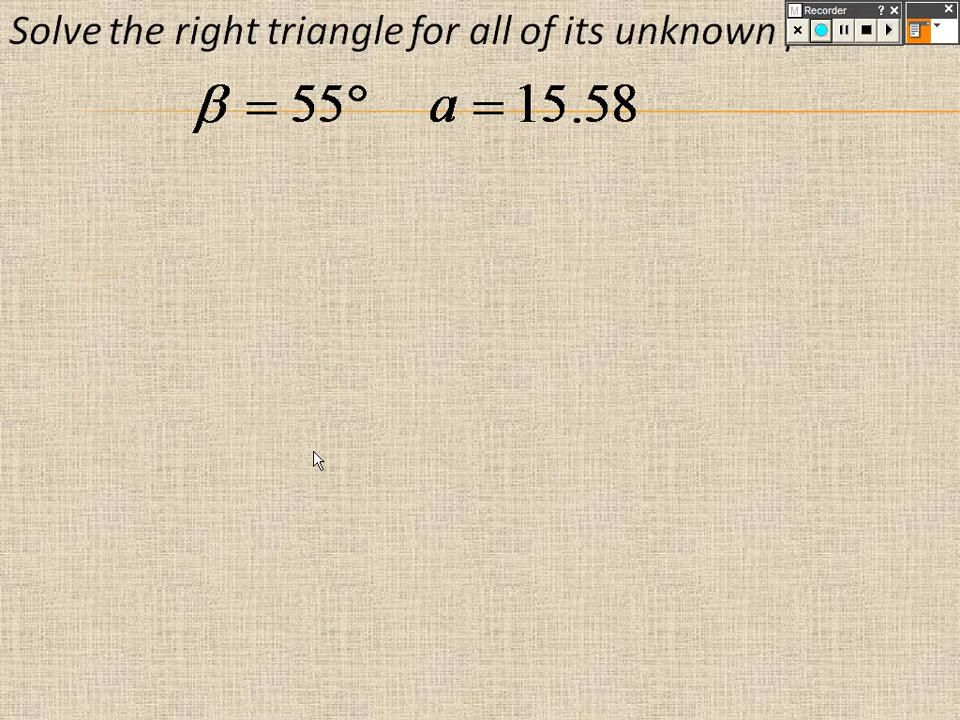 Solve the right triangle for all of its unknown
Recorder
β = 55° a = 15.58